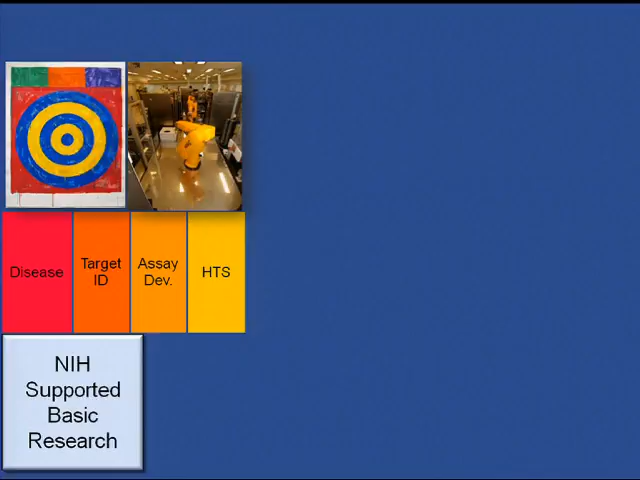 Disease
Target
ID
Assay
Dev.
HTS
NIH
Supported
Basic
Research